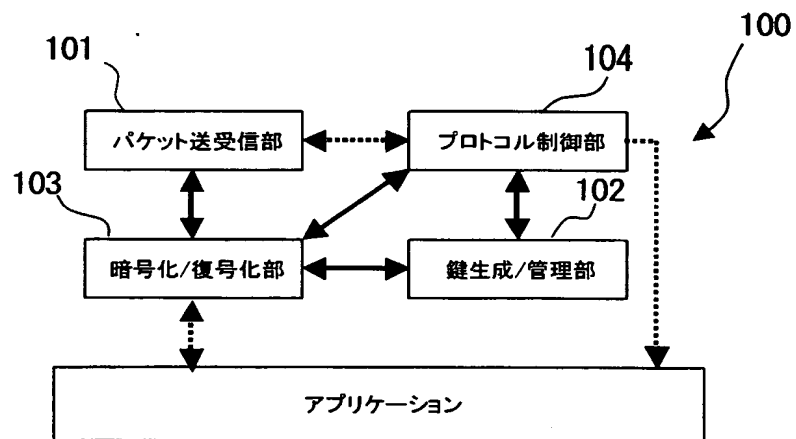 100
101
104
パケット送受信部
プロトコル制御部
103
102
暗号化/復号化部
鍵生成/管理部
アプリケーション